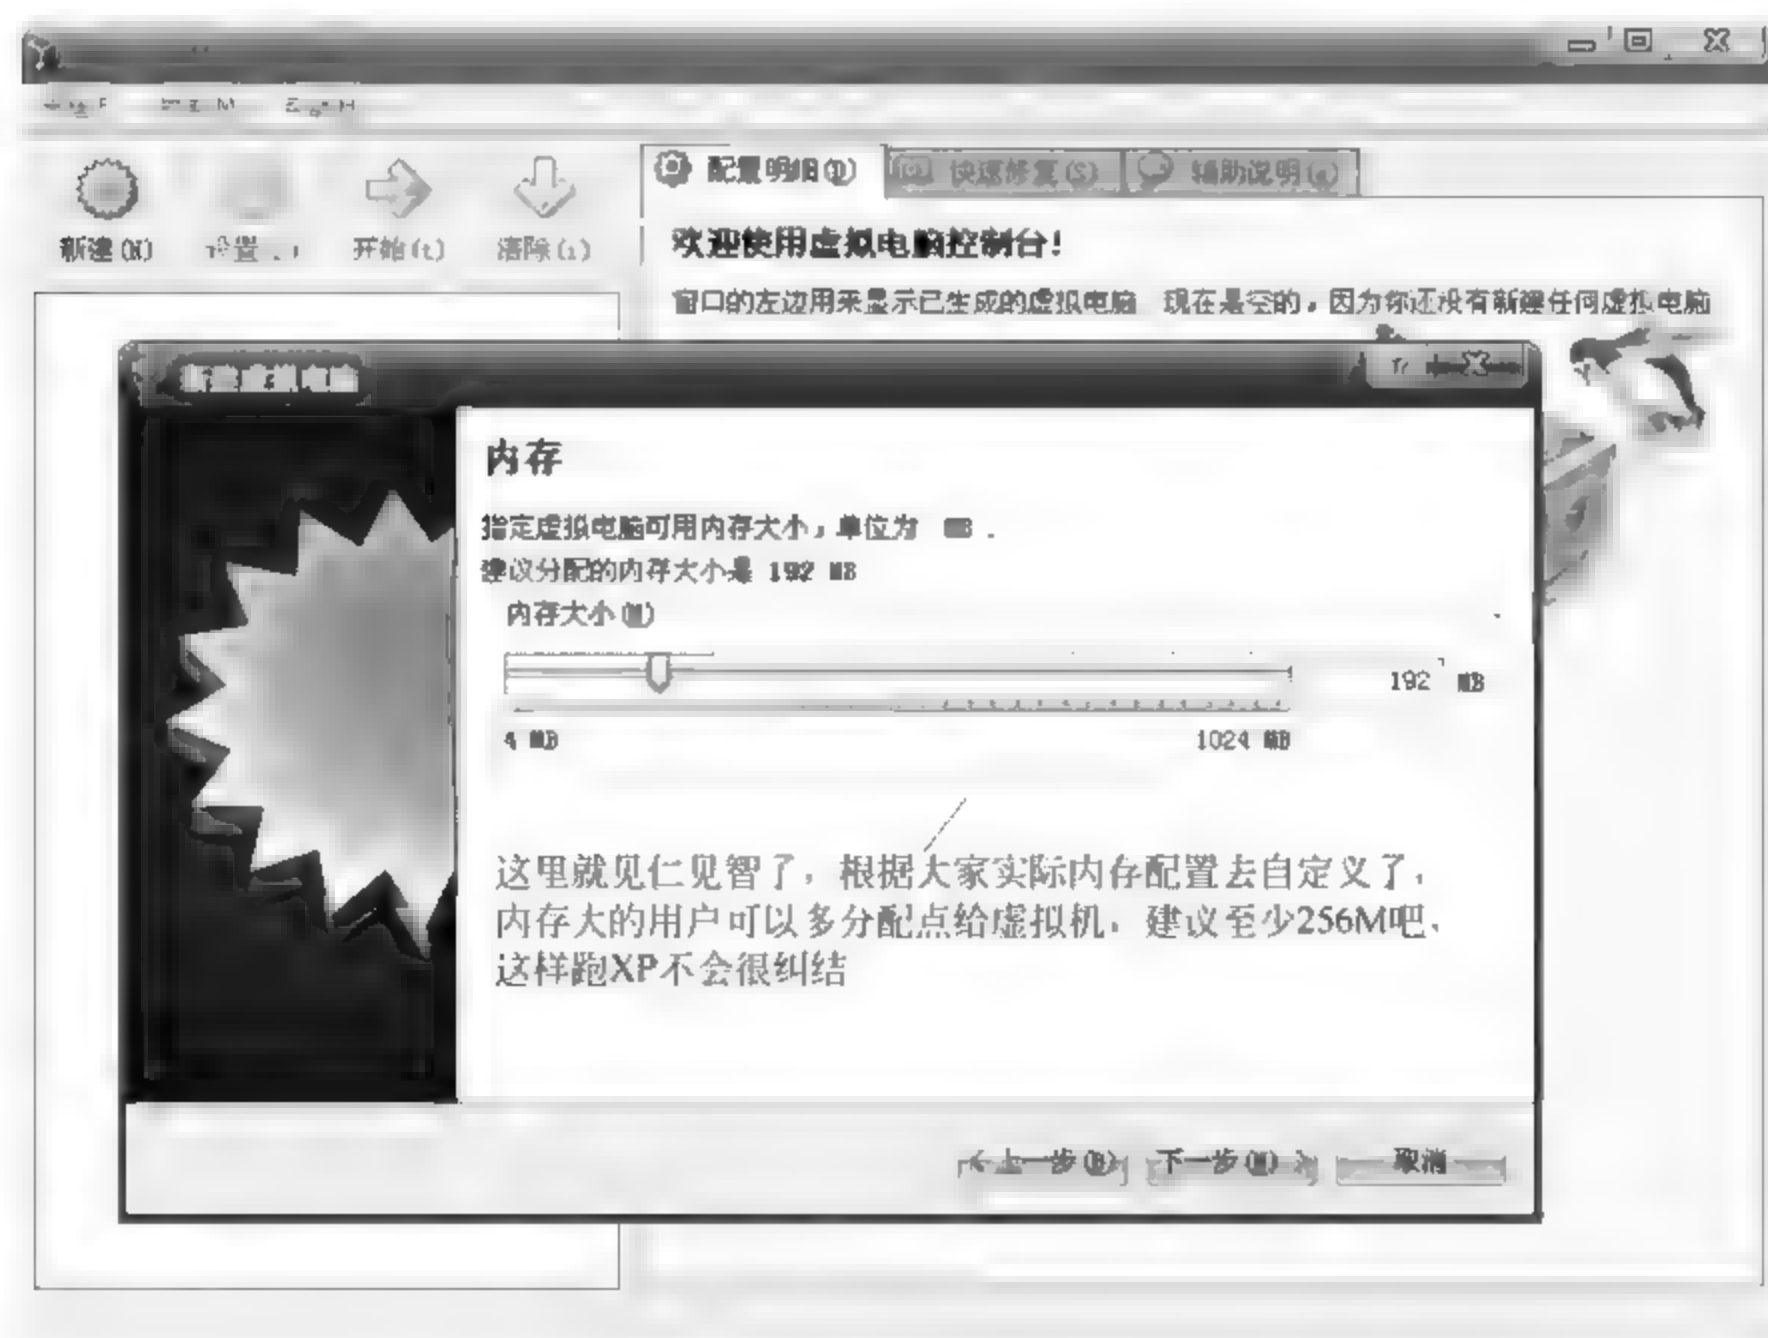 新建(N)
开始(t)
清除(i)
配置明细(D)
快速修复(S)
辅助说明(a)
欢迎使用虚拟电脑控制台!
窗口的左边用来显示已生成的虚拟电脑 现在是空的，因为你还没有新建任何虚拟电脑
内存
指定虚拟电脑可用内存大小，单位为 MB .
建议分配的内存大小是 192 MB
内存大小(M)
192 MB
4 MB
1024 MB
这里就见仁见智了，根据大家实际内存配置去自定义了，
内存大的用户可以多分配点给虚拟机，建议至少256M吧，
这样跑XP不会很纠结
< 上一步(B)
下一步(N) >
取消